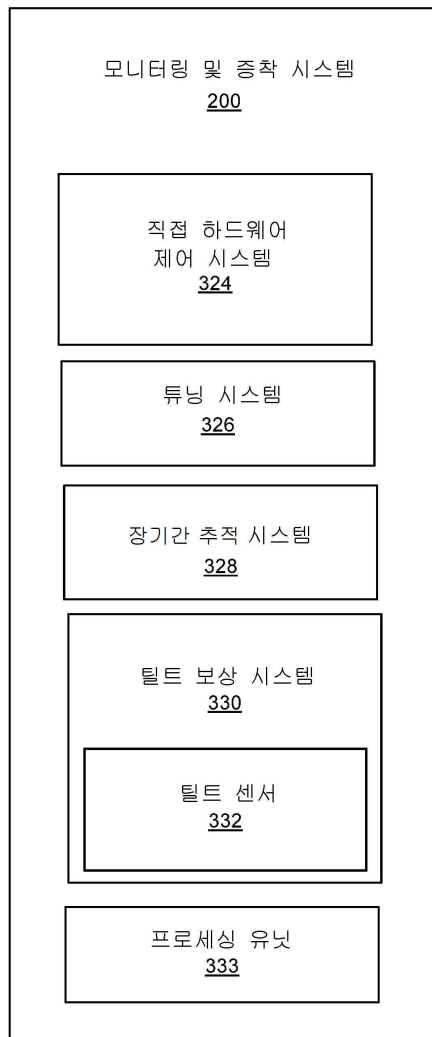 모니터링 및 증착 시스템
200
직접 하드웨어
제어 시스템
324
튜닝 시스템
326
장기간 추적 시스템
328
틸트 보상 시스템
330
틸트 센서
332
프로세싱 유닛
333